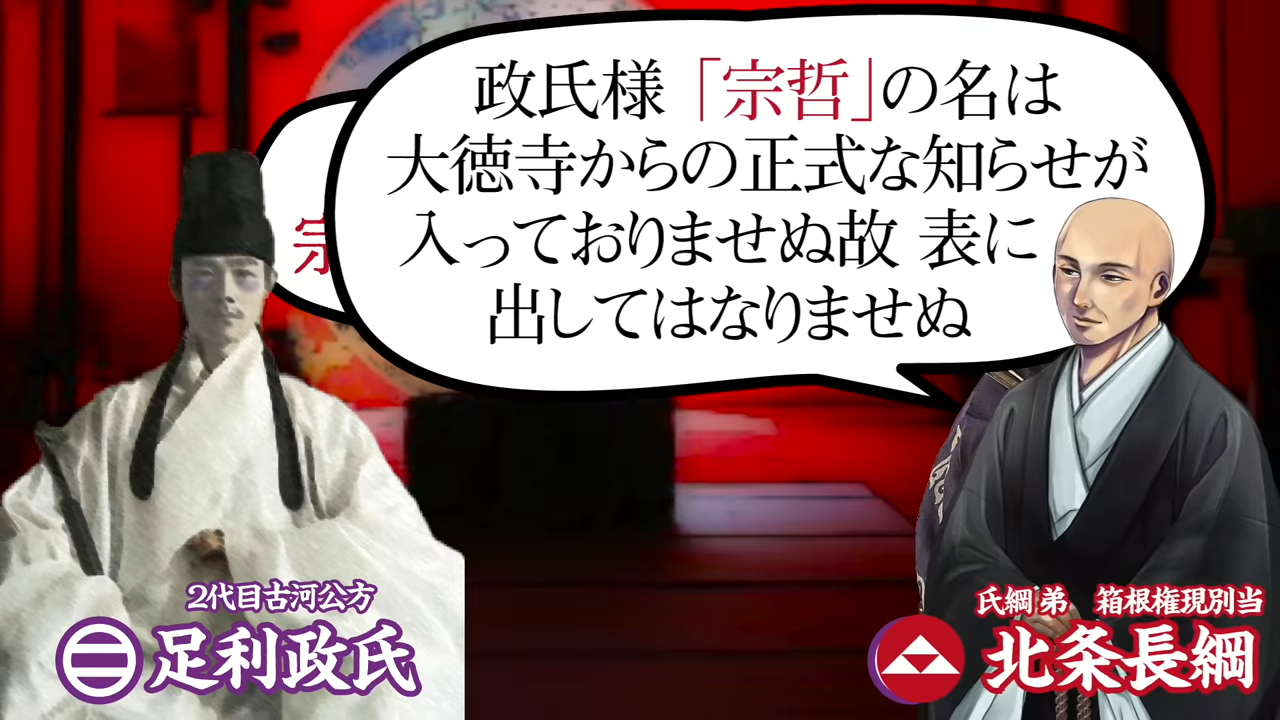 政氏様「宗哲」の名は
大徳寺からの正式な知らせが
入っておりませぬ故 表に
出してはなりませぬ
宗
2代目古河公方
足利政氏
氏綱 弟 箱根権現別当
北条長綱